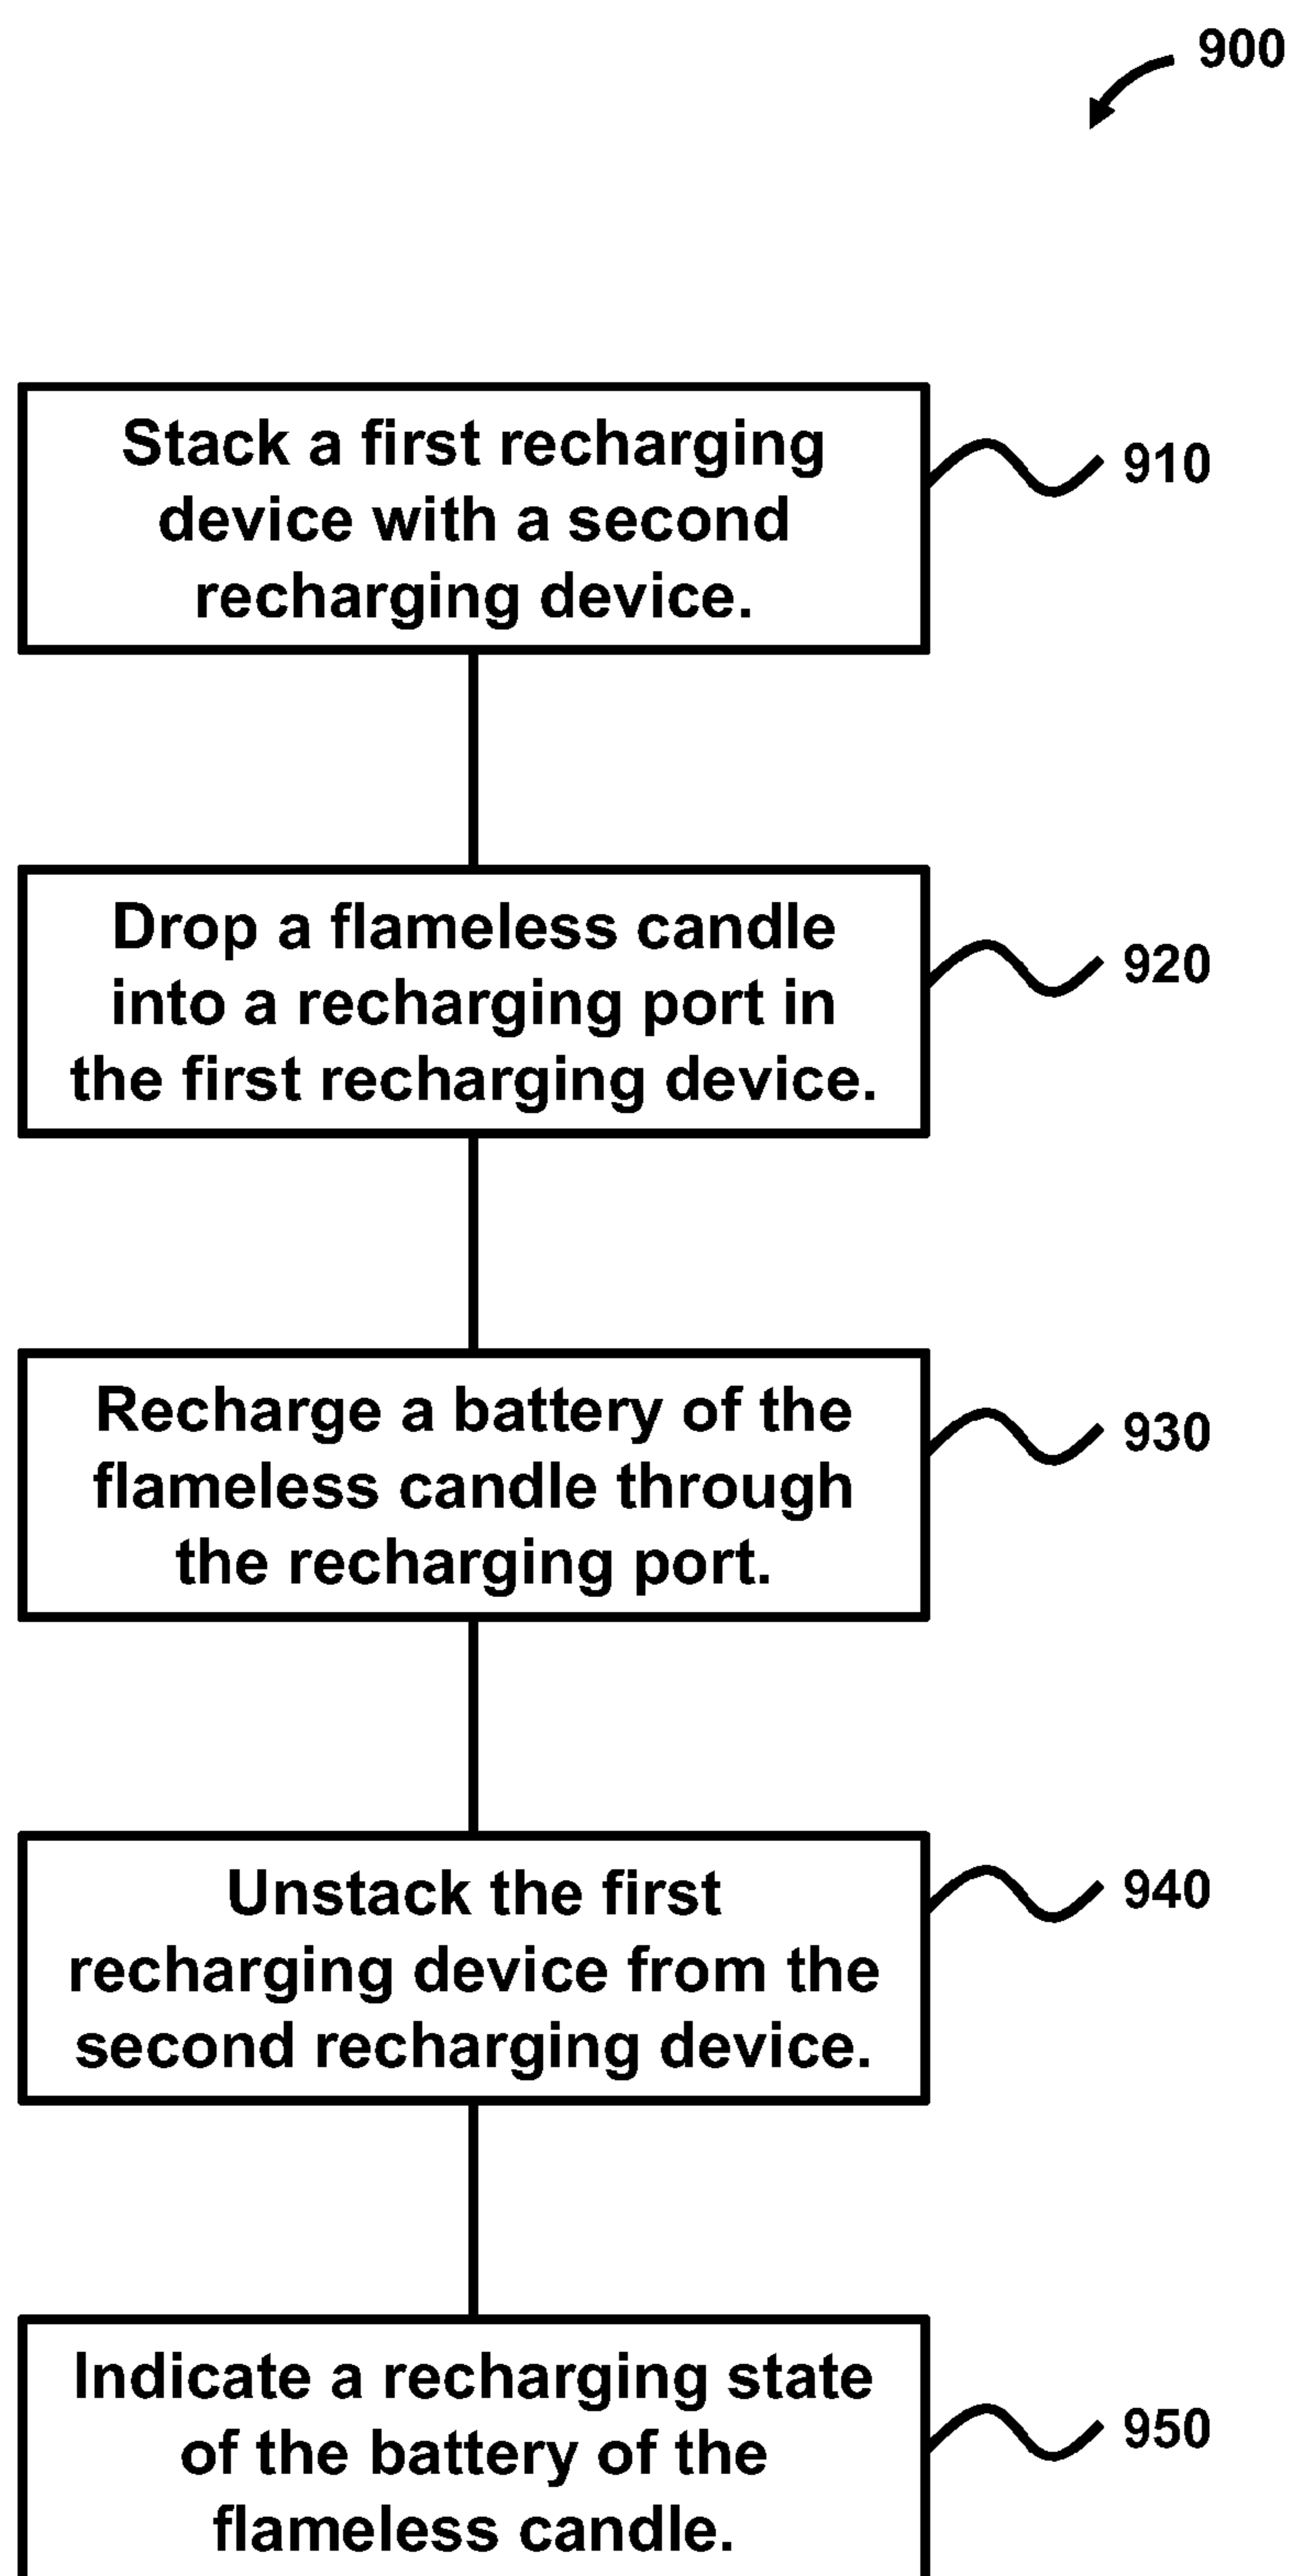 900
Stack a first recharging
device with a second
recharging device.
910
Drop a flameless candle
into a recharging port in
the first recharging device.
920
Recharge a battery of the
flameless candle through
the recharging port.
930
Unstack the first
recharging device from the
second recharging device.
940
Indicate a recharging state
of the battery of the
flameless candle.
950